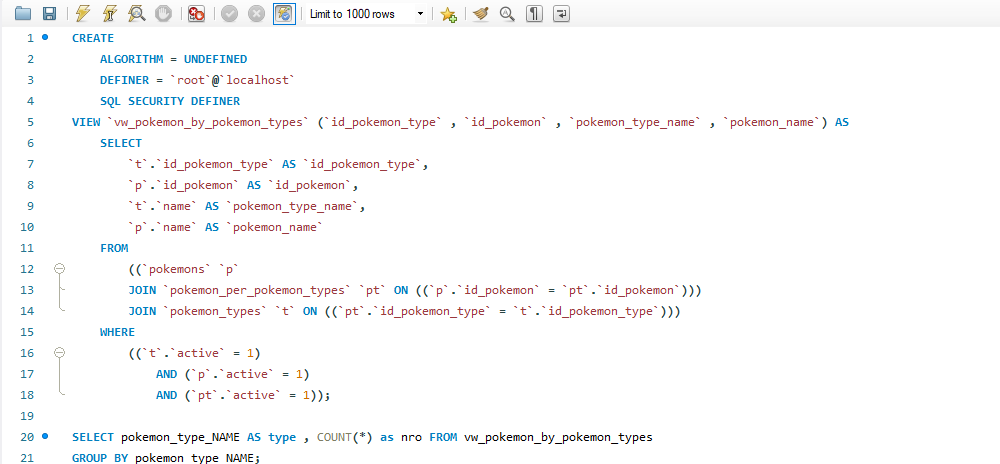 Limit to 1000 rows
1 CREATE
2 ALGORITHM = UNDEFINED
3 DEFINER = `root`@`localhost`
4 SQL SECURITY DEFINER
5 VIEW `vw_pokemon_by_pokemon_types` (`id_pokemon_type` , `id_pokemon` , `pokemon_type_name` , `pokemon_name`) AS
6 SELECT
7 `t`.`id_pokemon_type` AS `id_pokemon_type`,
8 `p`.`id_pokemon` AS `id_pokemon`,
9 `t`.`name` AS `pokemon_type_name`,
10 `p`.`name` AS `pokemon_name`
11 FROM
12 ((`pokemons` `p`
13 JOIN `pokemon_per_pokemon_types` `pt` ON ((`p`.`id_pokemon` = `pt`.`id_pokemon`)))
14 JOIN `pokemon_types` `t` ON ((`pt`.`id_pokemon_type` = `t`.`id_pokemon_type`)))
15 WHERE
16 ((`t`.`active` = 1)
17 AND (`p`.`active` = 1)
18 AND (`pt`.`active` = 1));
19
20 SELECT pokemon_type_NAME AS type , COUNT(*) as nro FROM vw_pokemon_by_pokemon_types
21 GROUP BY pokemon_type_NAME;